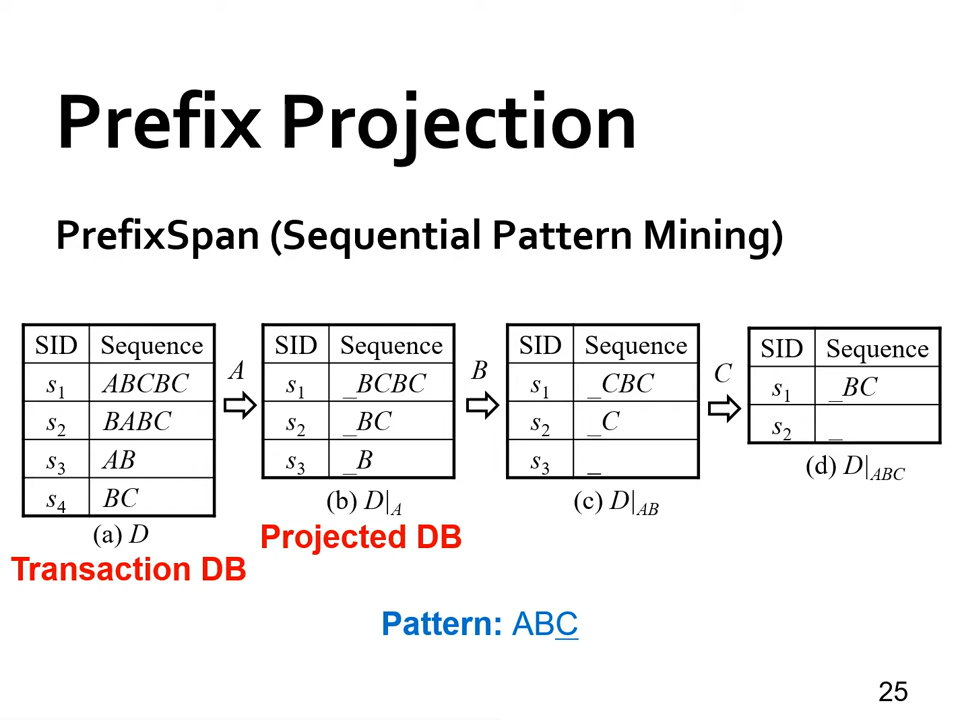 Prefix Projection
PrefixSpan (Sequential Pattern Mining)
SID Sequence
s1 ABCBC
s2 BABC
s3 AB
s4 BC
(a) D
Transaction DB
A
SID Sequence
s1 _BCBC
s2 _BC
s3 _B
(b) D|A
Projected DB
B
SID Sequence
s1 _CBC
s2 _C
s3 _
(c) D|AB
C
SID Sequence
s1 _BC
s2 _
(d) D|ABC
Pattern: ABC
25